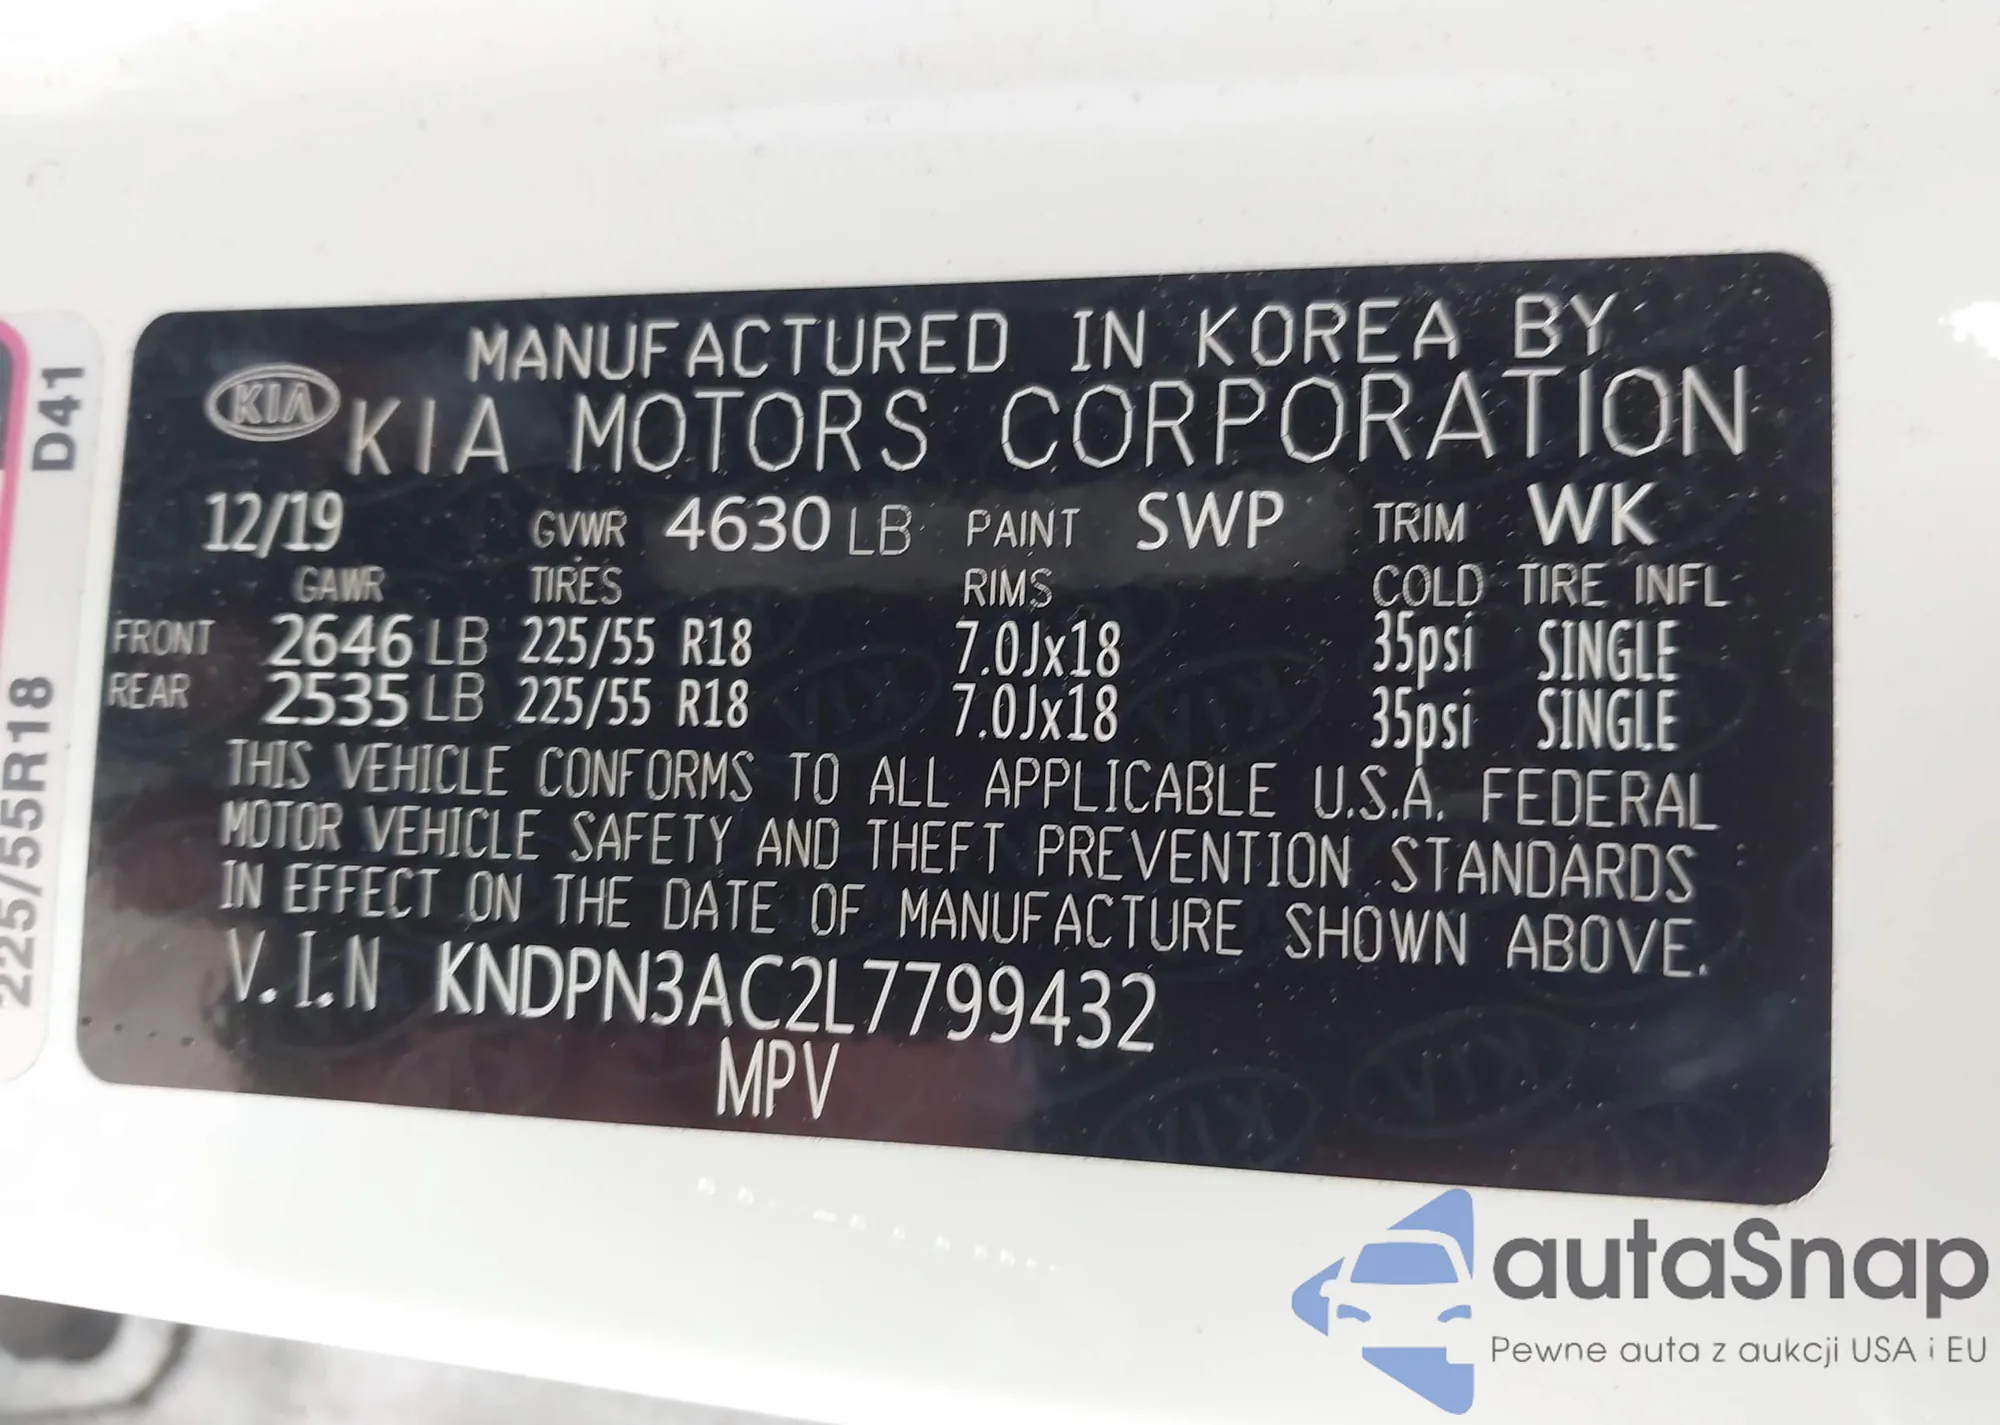 MANUFACTURED IN KOREA BY
KIA KIA MOTORS CORPORATION
12/19 GVWR 4630 LB PAINT SWP TRIM WK
GAWR TIRES RIMS COLD TIRE INFL
FRONT 2646 LB 225/55 R18 7.0Jx18 35psi SINGLE
REAR 2535 LB 225/55 R18 7.0Jx18 35psi SINGLE
THIS VEHICLE CONFORMS TO ALL APPLICABLE U.S.A. FEDERAL
MOTOR VEHICLE SAFETY AND THEFT PREVENTION STANDARDS
IN EFFECT ON THE DATE OF MANUFACTURE SHOWN ABOVE.
V.I.N KNDPN3AC2L7799432
MPV
225/55R18 D41
autaSnap
Pewne auta z aukcji USA i EU